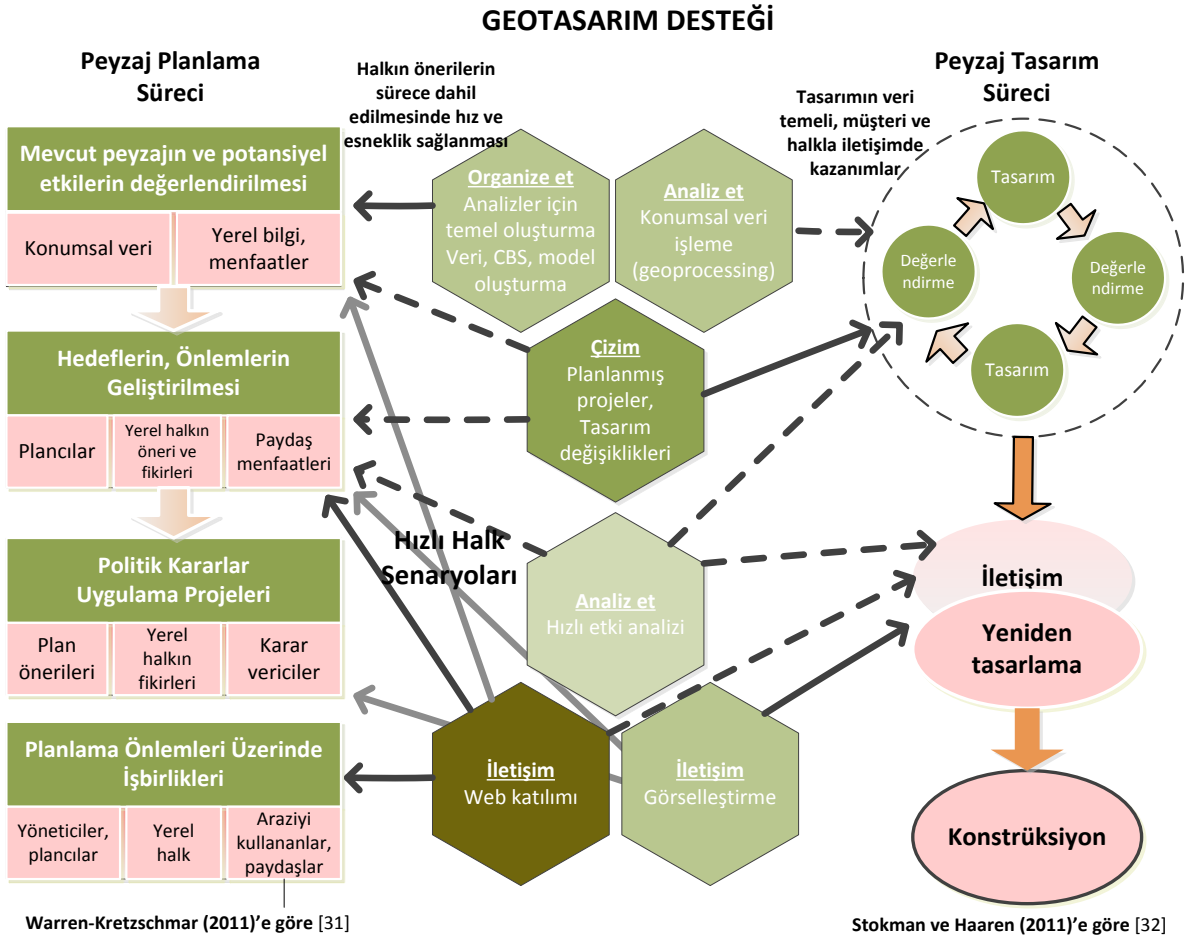 GEOTASARIM DESTEĞİ
Peyzaj Planlama
Süreci
Mevcut peyzajın ve potansiyel
etkilerin değerlendirilmesi
Konumsal veri
Yerel bilgi,
menfaatler
Hedeflerin, Önlemlerin
Geliştirilmesi
Plancılar
Yerel halkın
öneri ve
fikirleri
Paydaş
menfaatleri
Politik Kararlar
Uygulama Projeleri
Plan
önerileri
Yerel
halkın
fikirleri
Karar
vericiler
Planlama Önlemleri Üzerinde
İşbirlikleri
Yöneticiler,
plancılar
Yerel
halk
Araziyi
kullananlar,
paydaşlar
Warren-Kretzschmar (2011)’e göre [31]
Halkın önerilerin
sürece dahil
edilmesinde hız ve
esneklik sağlanması
Organize et
Analizler için
temel oluşturma
Veri, CBS, model
oluşturma
Analiz et
Konumsal veri
işleme
(geoprocessing)
Çizim
Planlanmış
projeler,
Tasarım
değişiklikleri
Hızlı Halk
Senaryoları
Analiz et
Hızlı etki analizi
İletişim
Web katılımı
İletişim
Görselleştirme
Peyzaj Tasarım
Süreci
Tasarımın veri
temeli, müşteri ve
halkla iletişimde
kazanımlar
Tasarım
Değerle
ndirme
Değerle
ndirme
Tasarım
İletişim
Yeniden
tasarlama
Konstrüksiyon
Stokman ve Haaren (2011)’e göre [32]